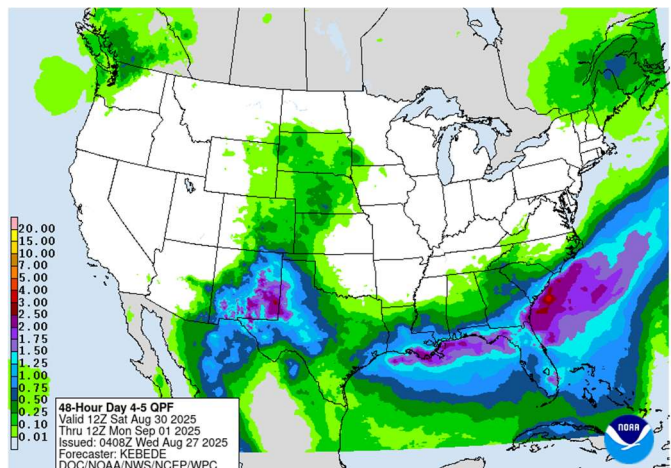 20.00
15.00
10.00
7.00
5.00
4.00
3.00
2.50
2.00
1.75
1.50
1.25
1.00
0.75
0.50
0.25
0.10
0.01
48-Hour Day 4-5 QPF
Valid 12Z Sat Aug 30 2025
Thru 12Z Mon Sep 01 2025
Issued: 0408Z Wed Aug 27 2025
Forecaster: KEBEDE
DOC/NOAA/NWS/NCEP/WPC
NOAA